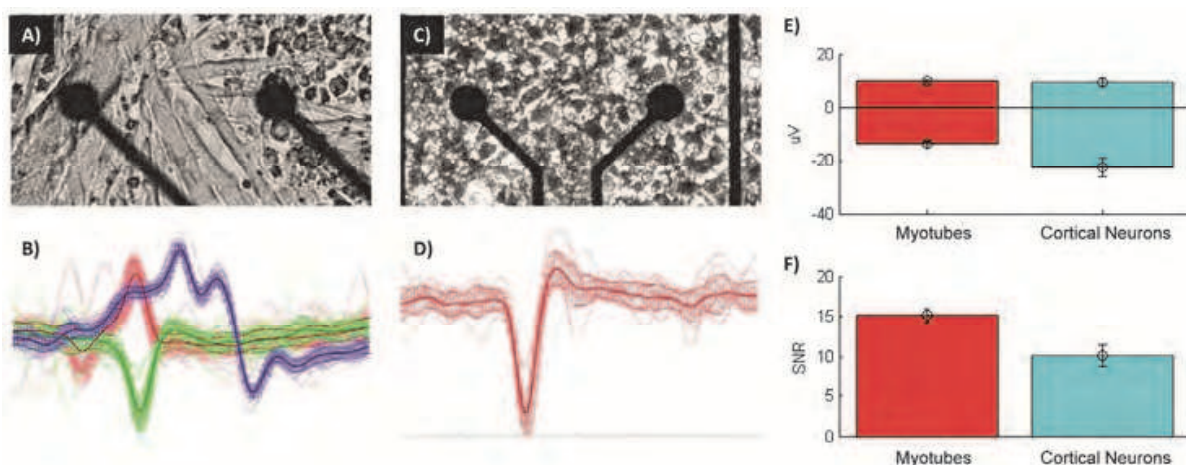 A)
C)
E)
20
0
-20
-40
uV
Myotubes
Cortical Neurons
B)
D)
F)
20
15
10
5
0
SNR
Myotubes
Cortical Neurons